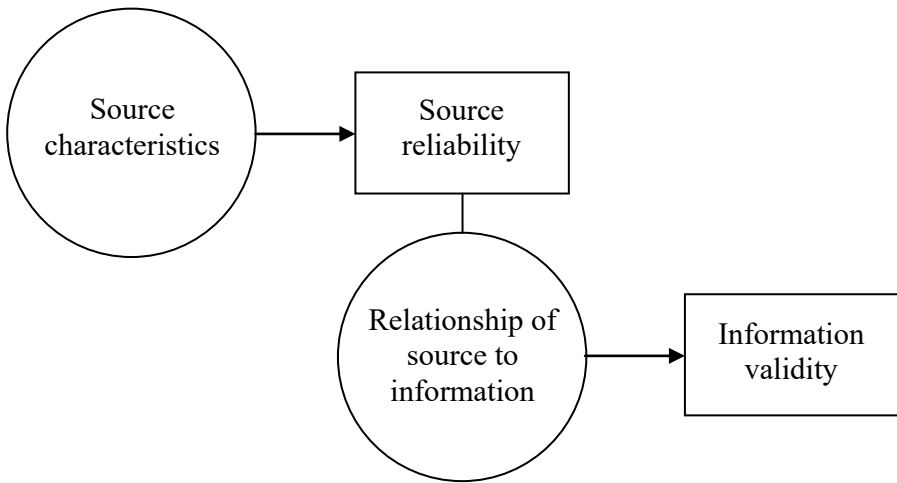 Source
characteristics
Source
reliability
Relationship of
source to
information
Information
validity